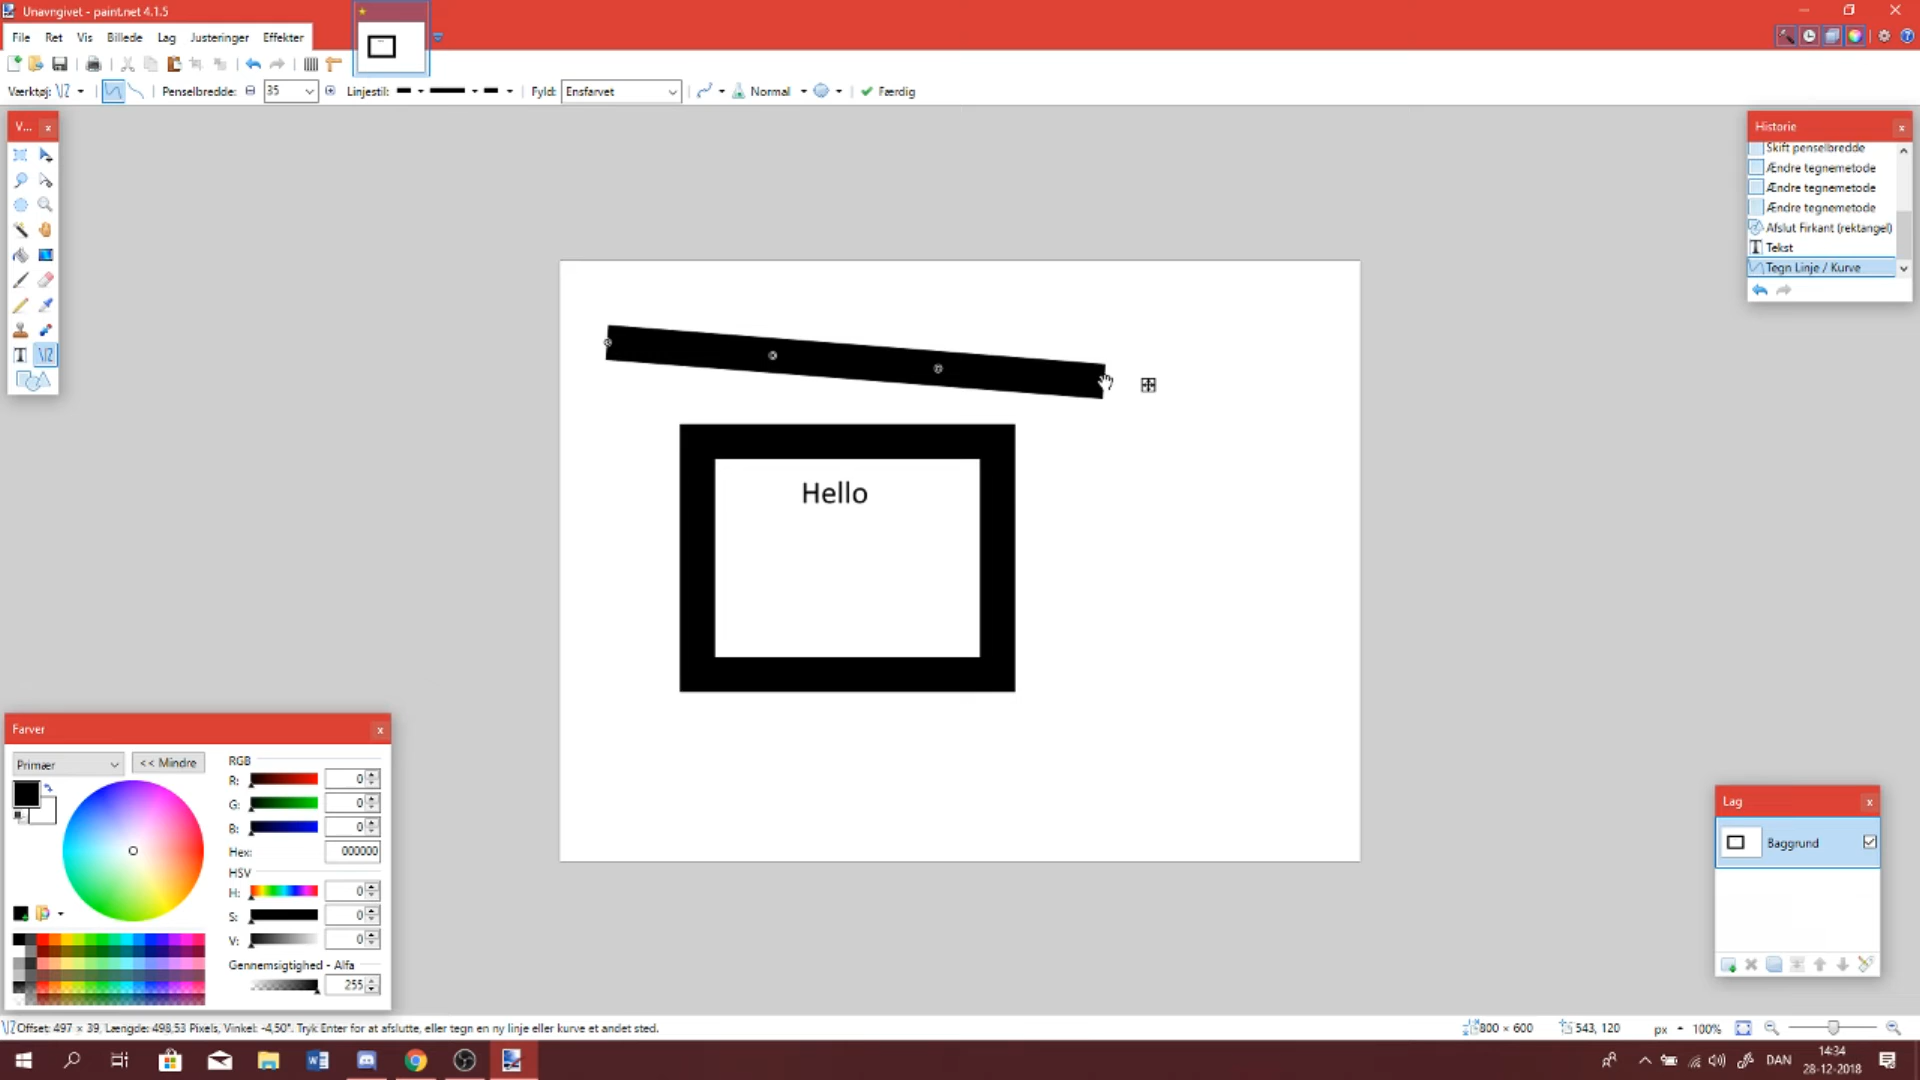 Unavngivet - paint.net 4.1.5
File Ret Vis Billede Lag Justeringer Effekter
Værktøj: Penselbredde: 35 Linjestil: Fyld: Ensfarvet Normal Færdig
V...
Historie
Skift penselbredde
Ændre tegnemetode
Ændre tegnemetode
Ændre tegnemetode
Afslut Firkant (rektangel)
Tekst
Tegn Linje / Kurve
Hello
Farver
Primær << Mindre
RGB
R: 0
G: 0
B: 0
Hex: 000000
HSV
H: 0
S: 0
V: 0
Gennemsigtighed - Alfa
255
Lag
Baggrund
Offset: 497 × 39, Længde: 498,53 Pixels, Vinkel: -4,50°. Tryk Enter for at afslutte, eller tegn en ny linje eller kurve et andet sted.
800 × 600 543, 120 px 100%
DAN
14:34
28-12-2018